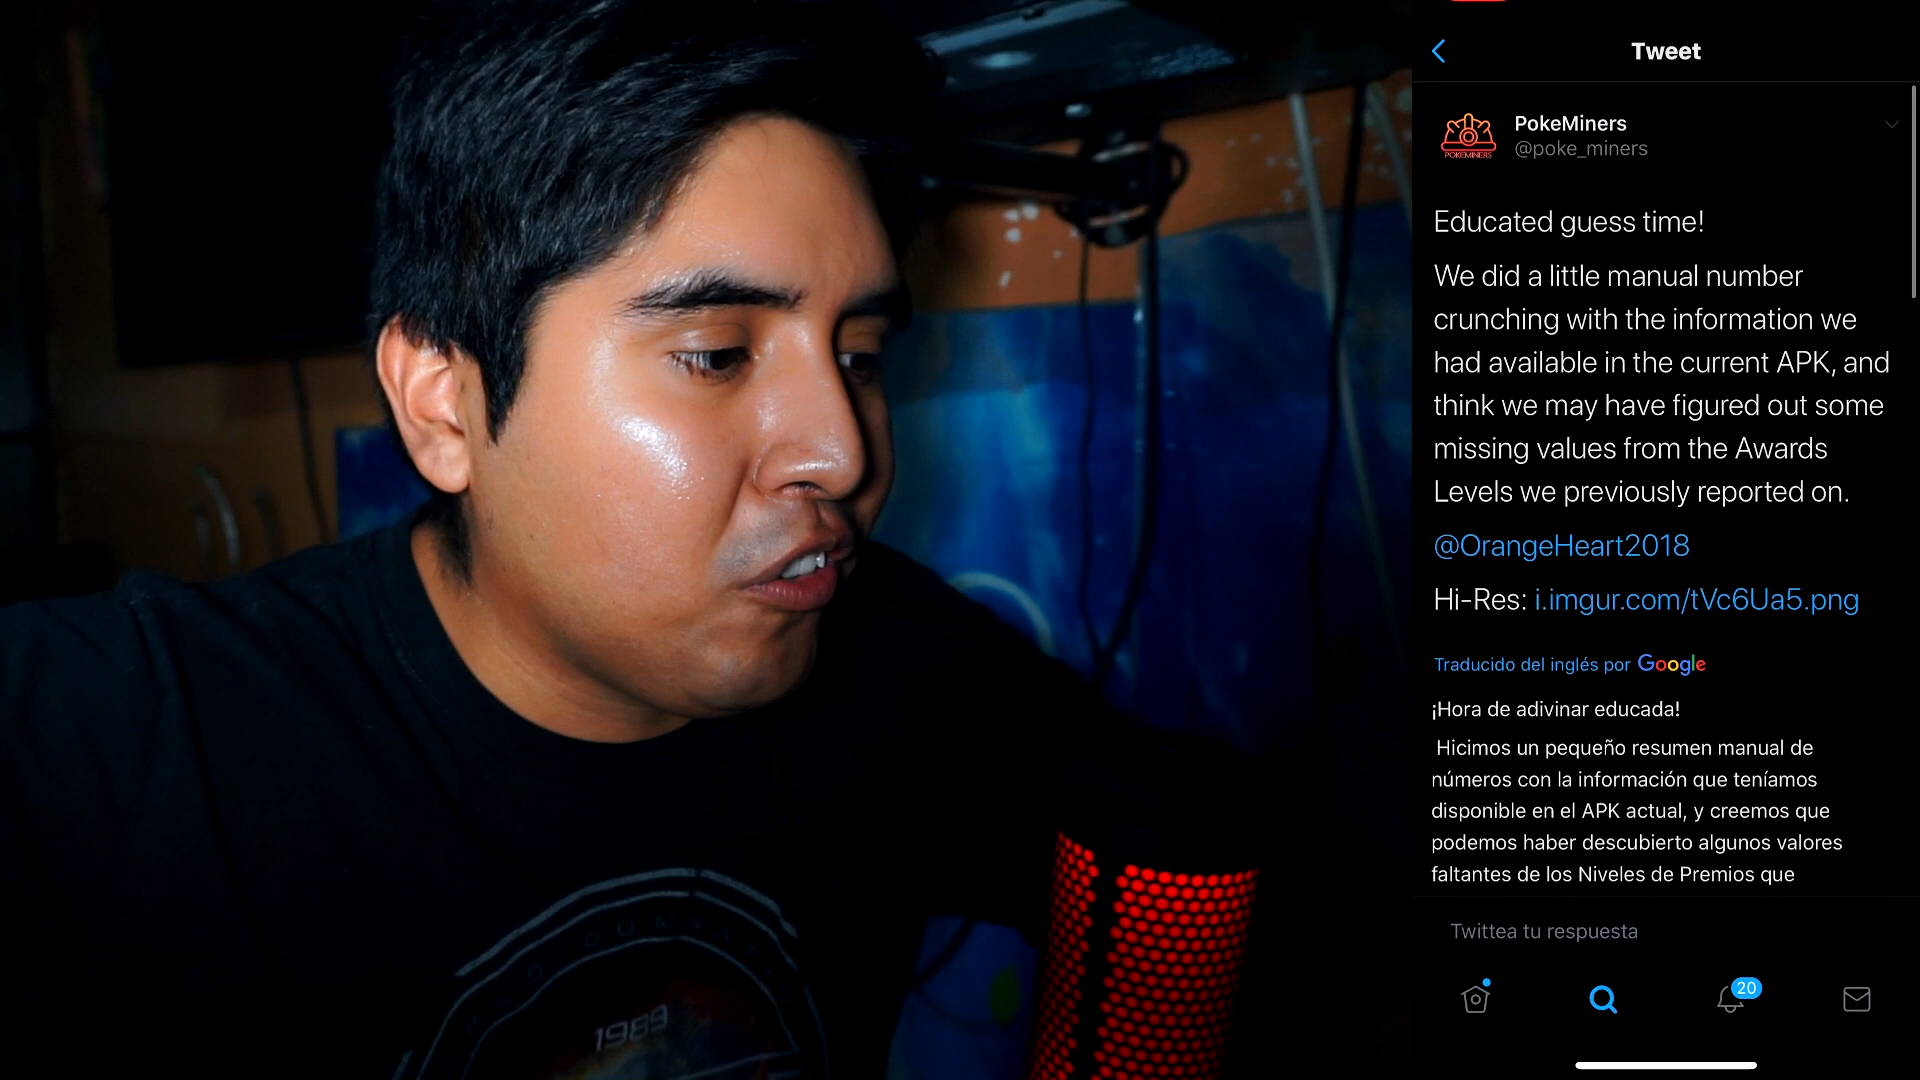 Tweet
POKEMINERS
PokeMiners
@poke_miners
Educated guess time!
We did a little manual number
crunching with the information we
had available in the current APK, and
think we may have figured out some
missing values from the Awards
Levels we previously reported on.
@OrangeHeart2018
Hi-Res: i.imgur.com/tVc6Ua5.png
Traducido del inglés por Google
¡Hora de adivinar educada!
Hicimos un pequeño resumen manual de
números con la información que teníamos
disponible en el APK actual, y creemos que
podemos haber descubierto algunos valores
faltantes de los Niveles de Premios que
Twittea tu respuesta
20
1989